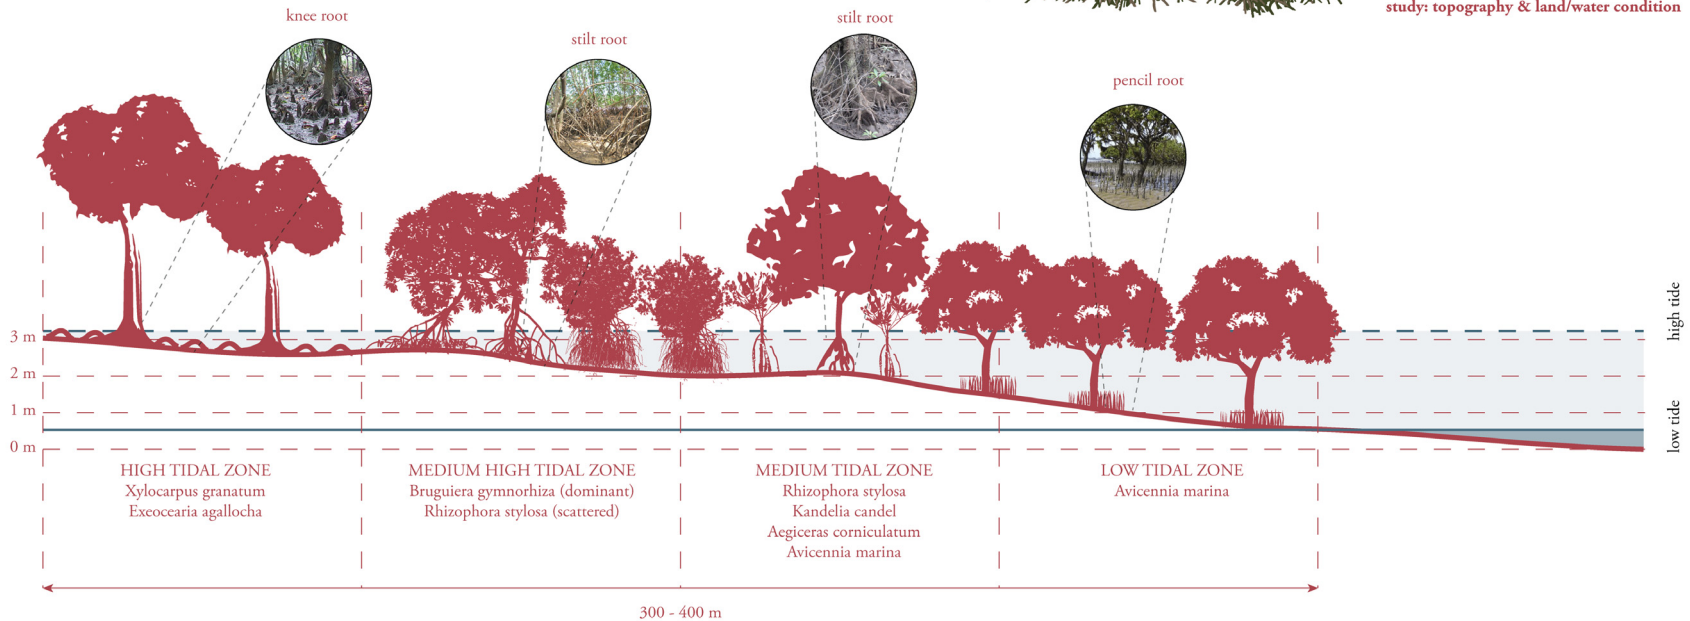 study: topography & land/water condition
knee root
stilt root
stilt root
pencil root
3 m
2 m
1 m
0 m
high tide
low tide
HIGH TIDAL ZONE
Xylocarpus granatum
Exeocearia agallocha
MEDIUM HIGH TIDAL ZONE
Bruguiera gymnorhiza (dominant)
Rhizophora stylosa (scattered)
MEDIUM TIDAL ZONE
Rhizophora stylosa
Kandelia candel
Aegiceras corniculatum
Avicennia marina
LOW TIDAL ZONE
Avicennia marina
300 - 400 m